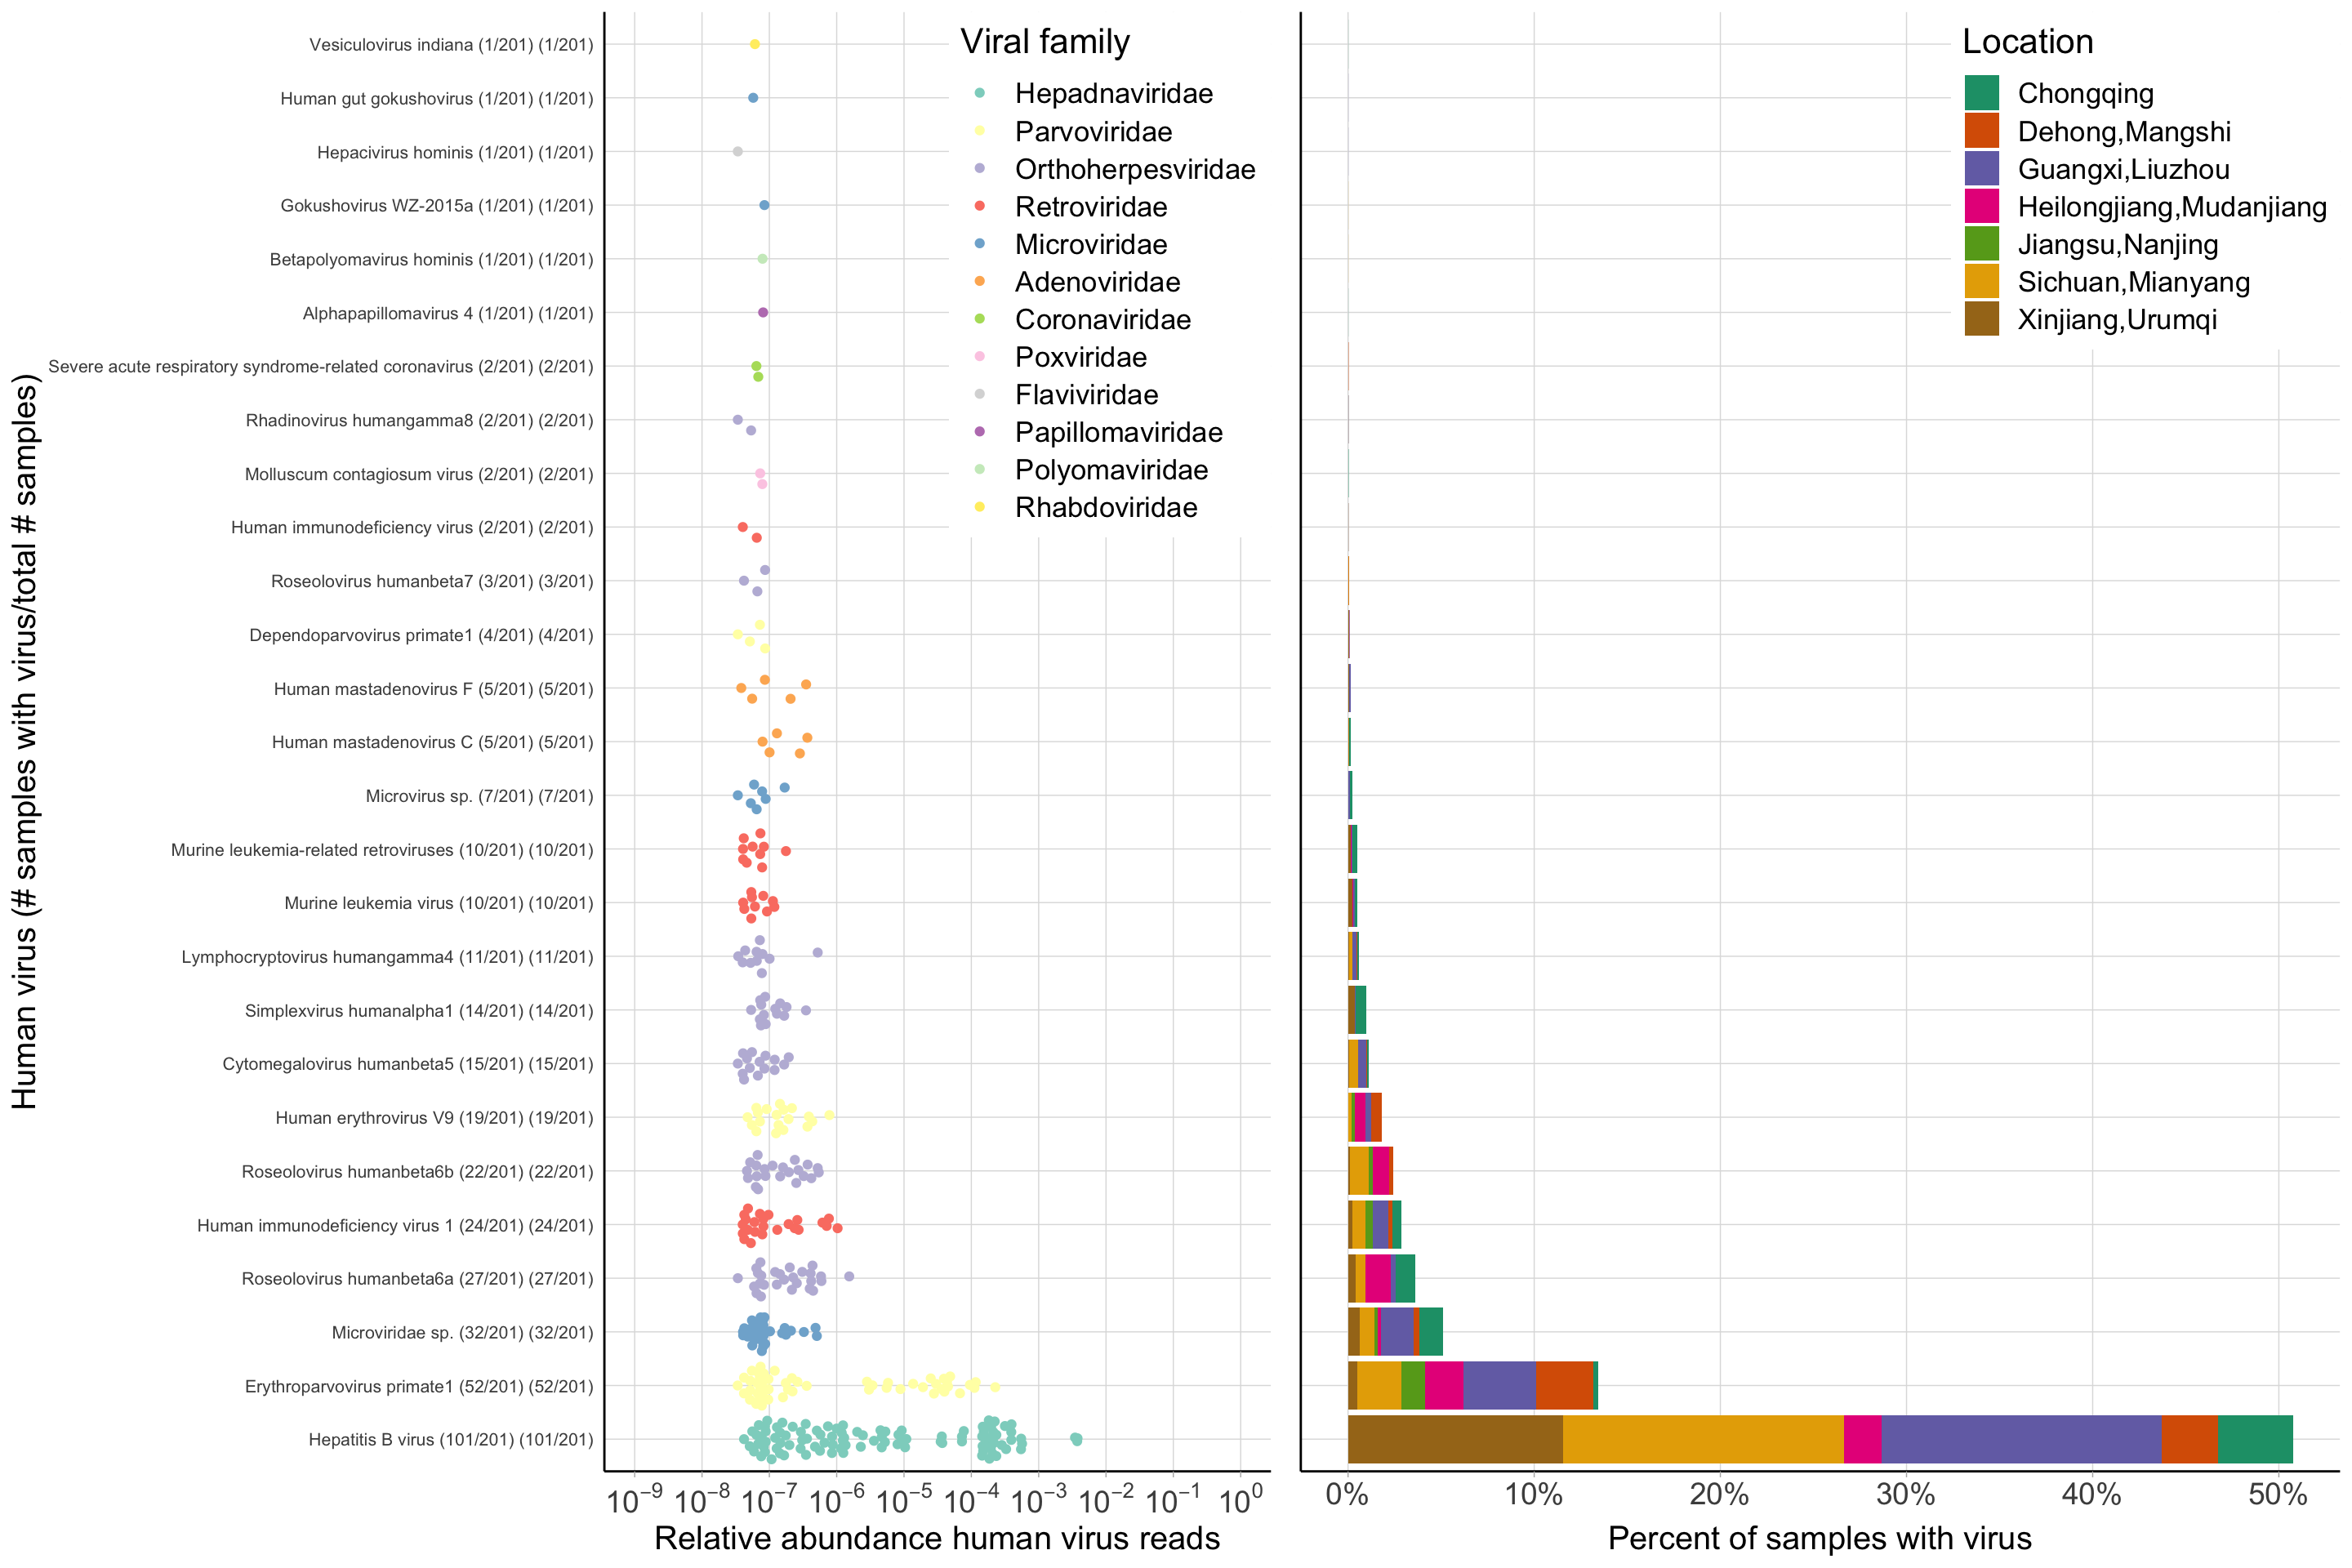 Human virus (# samples with virus/total # samples)
Vesiculovirus indiana (1/201) (1/201)
Human gut gokushovirus (1/201) (1/201)
Hepacivirus hominis (1/201) (1/201)
Gokushovirus WZ-2015a (1/201) (1/201)
Betapolyomavirus hominis (1/201) (1/201)
Alphapapillomavirus 4 (1/201) (1/201)
Severe acute respiratory syndrome-related coronavirus (2/201) (2/201)
Rhadinovirus humangamma8 (2/201) (2/201)
Molluscum contagiosum virus (2/201) (2/201)
Human immunodeficiency virus (2/201) (2/201)
Roseolovirus humanbeta7 (3/201) (3/201)
Dependoparvovirus primate1 (4/201) (4/201)
Human mastadenovirus F (5/201) (5/201)
Human mastadenovirus C (5/201) (5/201)
Microvirus sp. (7/201) (7/201)
Murine leukemia-related retroviruses (10/201) (10/201)
Murine leukemia virus (10/201) (10/201)
Lymphocryptovirus humangamma4 (11/201) (11/201)
Simplexvirus humanalpha1 (14/201) (14/201)
Cytomegalovirus humanbeta5 (15/201) (15/201)
Human erythrovirus V9 (19/201) (19/201)
Roseolovirus humanbeta6b (22/201) (22/201)
Human immunodeficiency virus 1 (24/201) (24/201)
Roseolovirus humanbeta6a (27/201) (27/201)
Microviridae sp. (32/201) (32/201)
Erythroparvovirus primate1 (52/201) (52/201)
Hepatitis B virus (101/201) (101/201)
Viral family
Hepadnaviridae
Parvoviridae
Orthoherpesviridae
Retroviridae
Microviridae
Adenoviridae
Coronaviridae
Poxviridae
Flaviviridae
Papillomaviridae
Polyomaviridae
Rhabdoviridae
10⁻⁹ 10⁻⁸ 10⁻⁷ 10⁻⁶ 10⁻⁵ 10⁻⁴ 10⁻³ 10⁻² 10⁻¹ 10⁰
Relative abundance human virus reads
Location
Chongqing
Dehong,Mangshi
Guangxi,Liuzhou
Heilongjiang,Mudanjiang
Jiangsu,Nanjing
Sichuan,Mianyang
Xinjiang,Urumqi
0% 10% 20% 30% 40% 50%
Percent of samples with virus